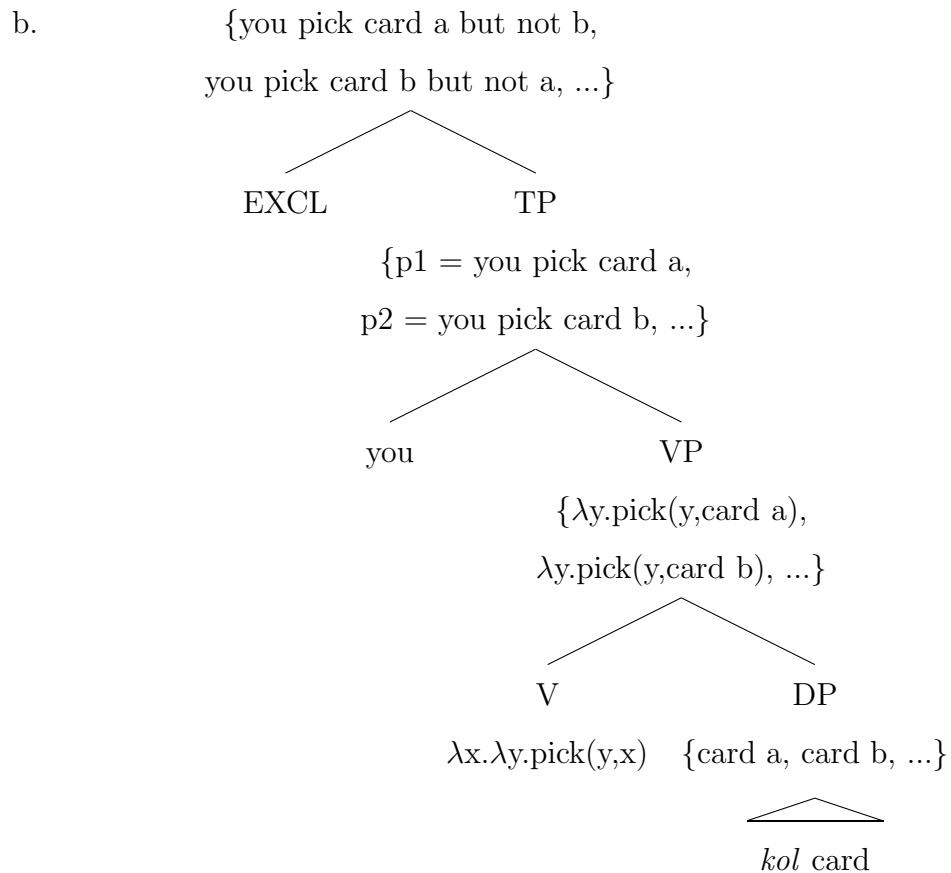 b. {you pick card a but not b,
you pick card b but not a, ...}
EXCL TP
{p1 = you pick card a,
p2 = you pick card b, ...}
you VP
{λy.pick(y,card a),
λy.pick(y,card b), ...}
V DP
λx.λy.pick(y,x) {card a, card b, ...}
kol card